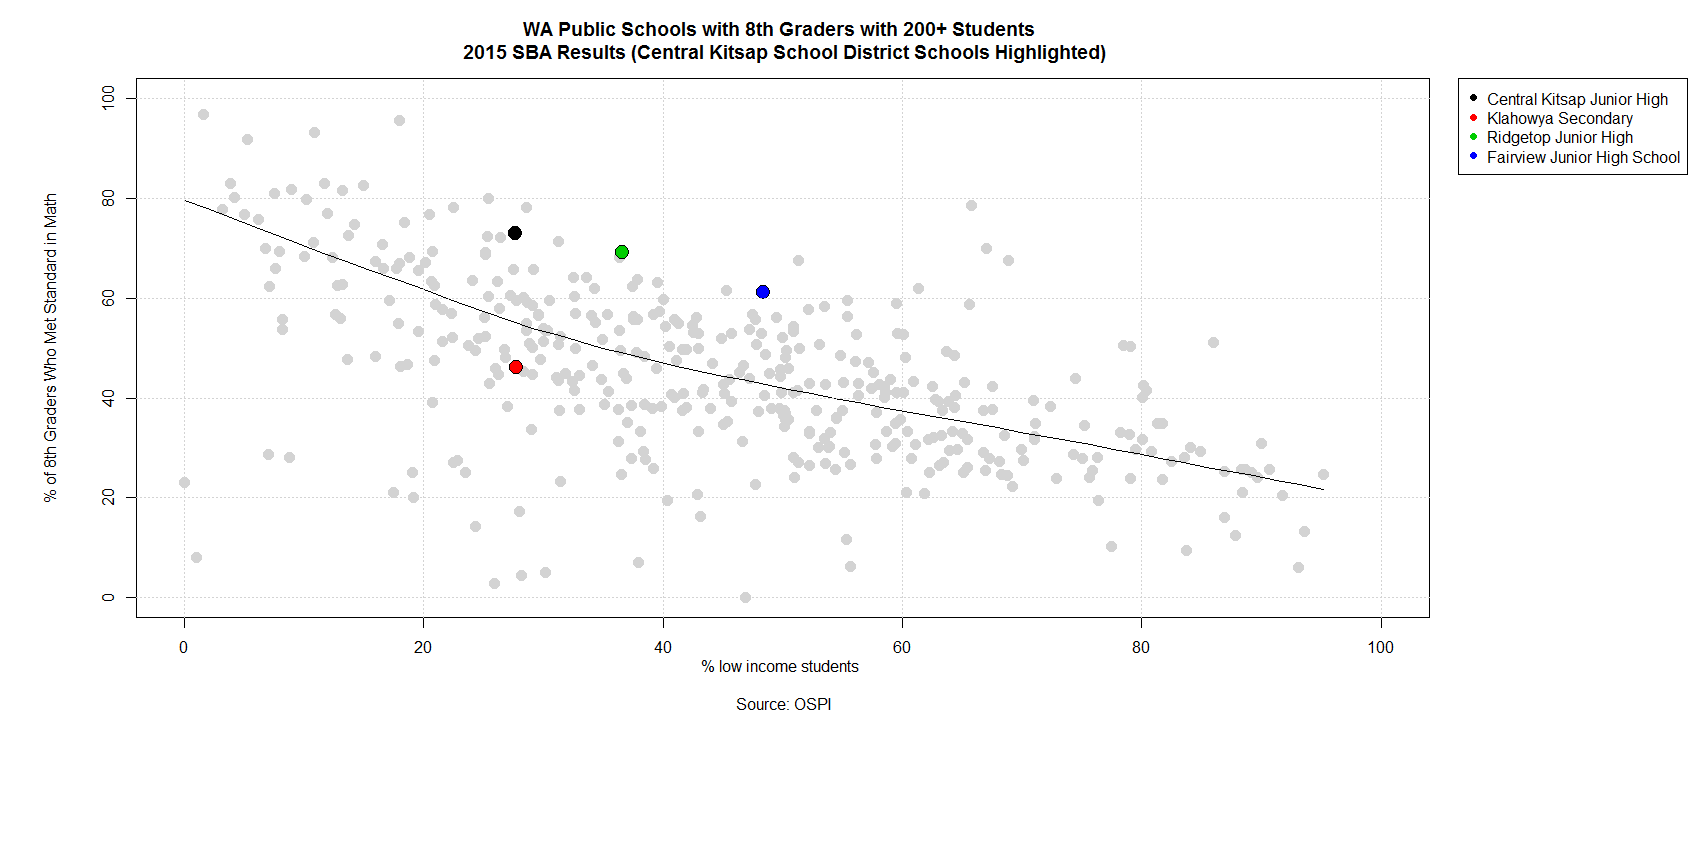 WA Public Schools with 8th Graders with 200+ Students
2015 SBA Results (Central Kitsap School District Schools Highlighted)
Central Kitsap Junior High
Klahowya Secondary
Ridgetop Junior High
Fairview Junior High School
% of 8th Graders Who Met Standard in Math
100
80
60
40
20
0
0 20 40 60 80 100
% low income students
Source: OSPI